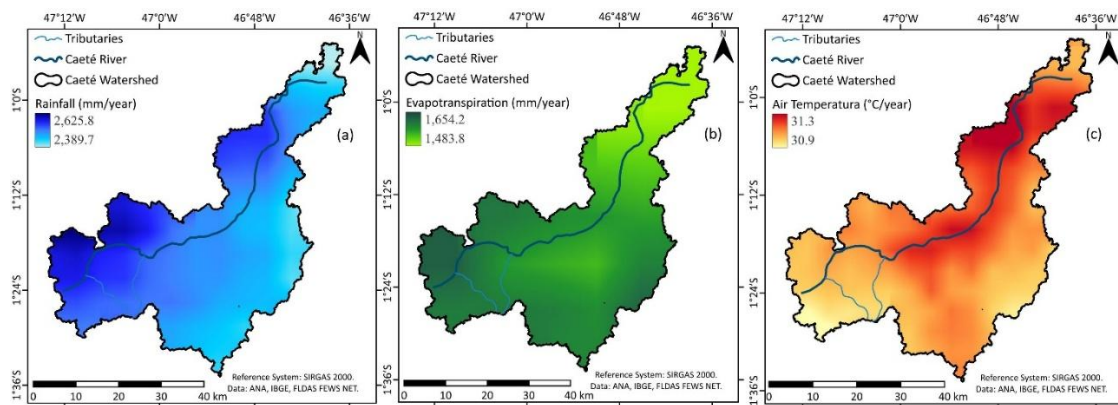 47°12'W 47°0'W 46°48'W 46°36'W
N
Tributaries
Caeté River
Caeté Watershed
Rainfall (mm/year)
2,625.8
2,389.7
(a)
1°0'S
1°12'S
1°24'S
1°36'S
Reference System: SIRGAS 2000.
Data: ANA, IBGE, FLDAS FEWS NET.
0 10 20 30 40 km
47°12'W 47°0'W 46°48'W 46°36'W
N
Tributaries
Caeté River
Caeté Watershed
Evapotranspiration (mm/year)
1,654.2
1,483.8
(b)
1°0'S
1°12'S
1°24'S
1°36'S
Reference System: SIRGAS 2000.
Data: ANA, IBGE, FLDAS FEWS NET.
0 10 20 30 40 km
47°12'W 47°0'W 46°48'W 46°36'W
N
Tributaries
Caeté River
Caeté Watershed
Air Temperatura (°C/year)
31.3
30.9
(c)
1°0'S
1°12'S
1°24'S
1°36'S
Reference System: SIRGAS 2000.
Data: ANA, IBGE, FLDAS FEWS NET.
0 10 20 30 40 km